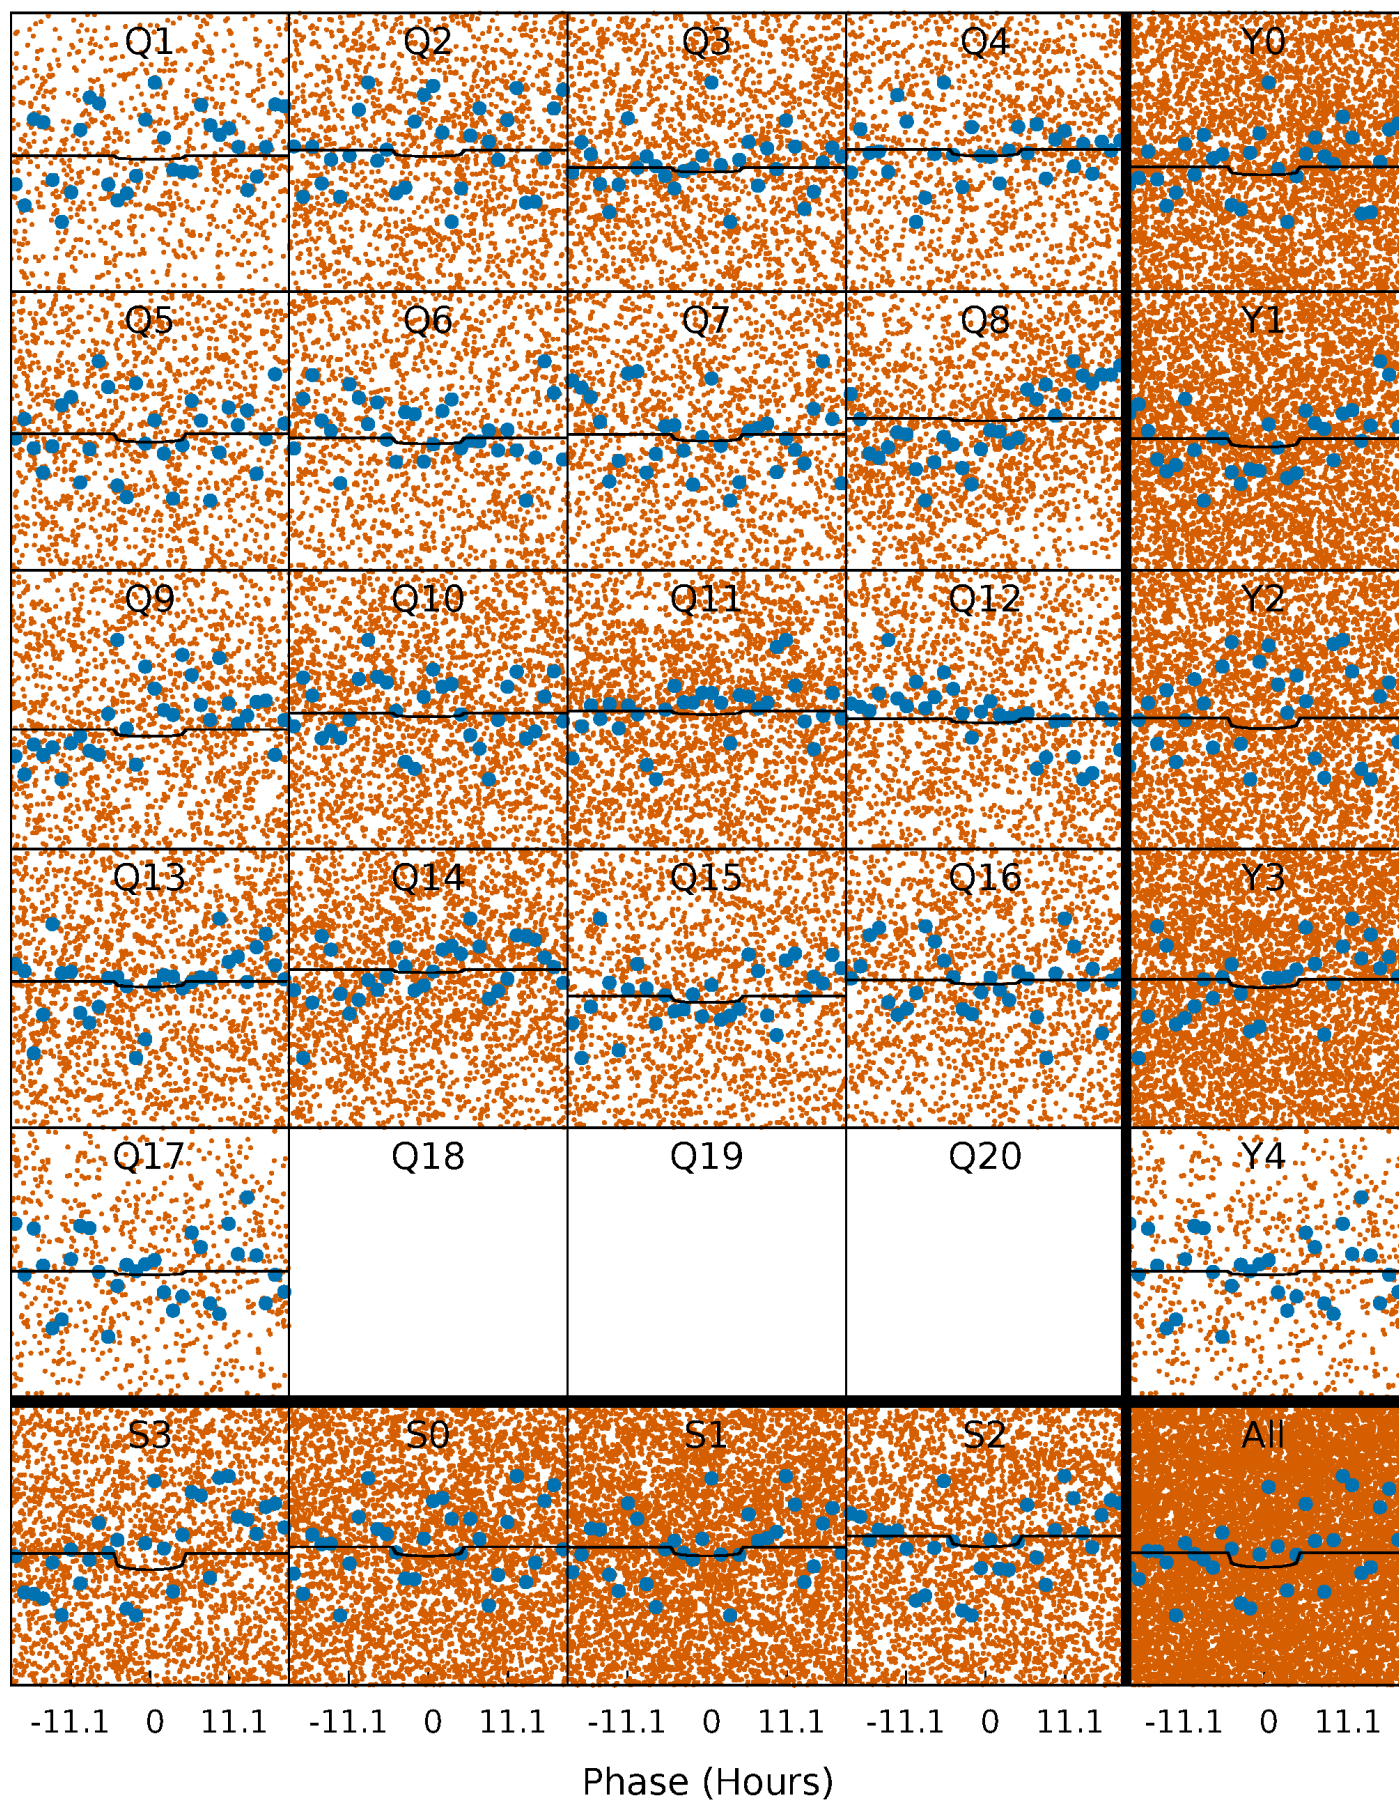 Q1 Q2 Q3 Q4 Y0
Q5 Q6 Q7 Q8 Y1
Q9 Q10 Q11 Q12 Y2
Q13 Q14 Q15 Q16 Y3
Q17 Q18 Q19 Q20 Y4
S3 S0 S1 S2 All
-11.1 0 11.1 -11.1 0 11.1 -11.1 0 11.1 -11.1 0 11.1 -11.1 0 11.1
Phase (Hours)